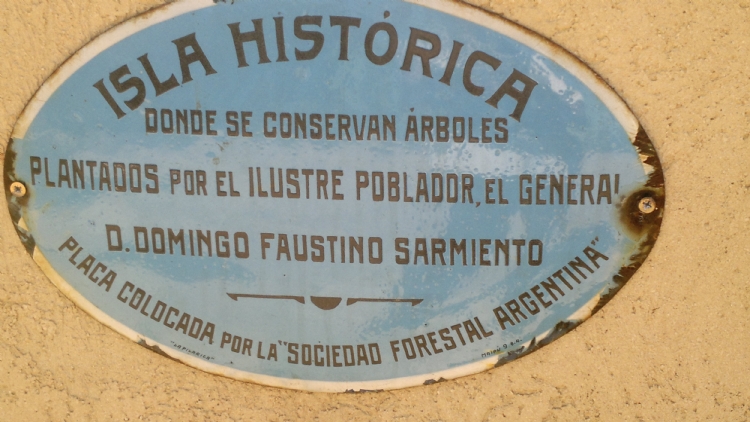 ISLA HISTÓRICA
DONDE SE CONSERVAN ÁRBOLES
PLANTADOS POR EL ILUSTRE POBLADOR, EL GENERAL
D. DOMINGO FAUSTINO SARMIENTO
PLACA COLOCADA POR LA "SOCIEDAD FORESTAL ARGENTINA"